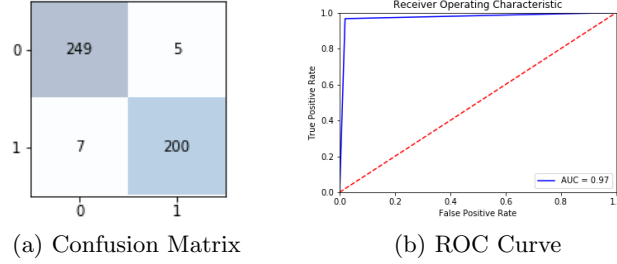 0
249 5
1
7 200
0 1
(a) Confusion Matrix
Receiver Operating Characteristic
1.0
0.8
0.6
0.4
0.2
0.0
True Positive Rate
AUC = 0.97
0.0 0.2 0.4 0.6 0.8 1.
False Positive Rate
(b) ROC Curve